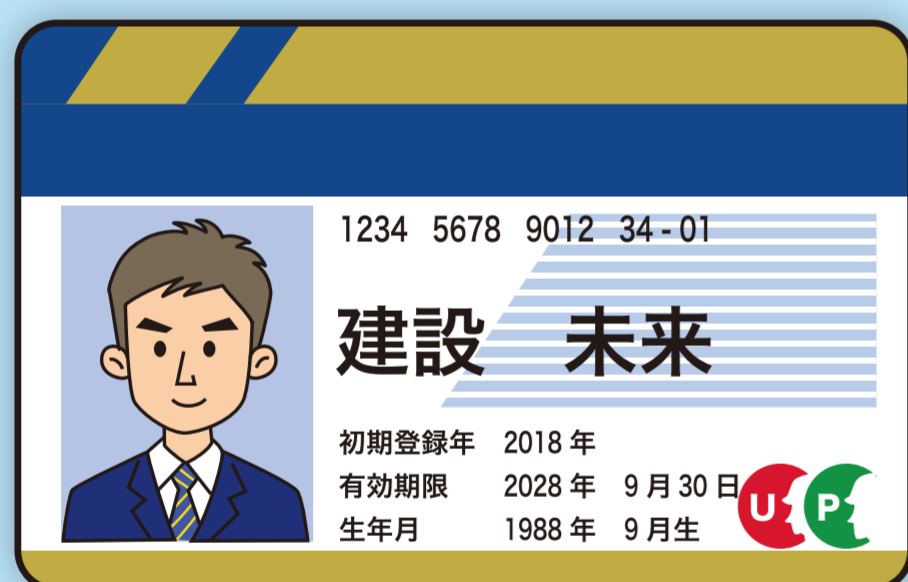 1234 5678 9012 34-01
建設 未来
初期登録年 2018年
有効期限 2028年 9月30日
生年月 1988年 9月生
UP